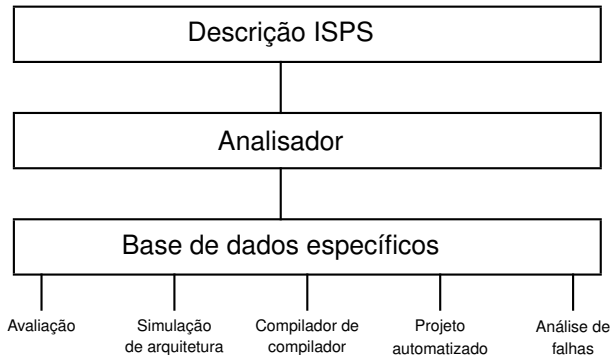 Descrição ISPS
Analisador
Base de dados específicos
Avaliação
Simulação
de arquitetura
Compilador de
compilador
Projeto
automatizado
Análise de
falhas